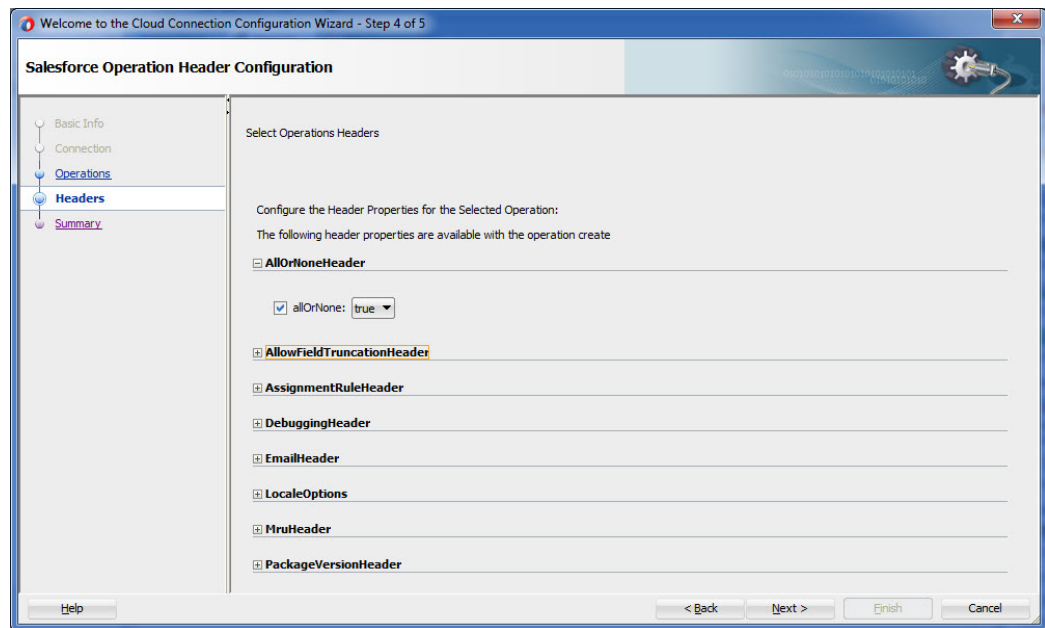 Welcome to the Cloud Connection Configuration Wizard - Step 4 of 5
Salesforce Operation Header Configuration
Basic Info
Connection
Operations
Headers
Summary
Select Operations Headers
Configure the Header Properties for the Selected Operation:
The following header properties are available with the operation create
AllOrNoneHeader
allOrNone: true
AllowFieldTruncationHeader
AssignmentRuleHeader
DebuggingHeader
EmailHeader
LocaleOptions
MruHeader
PackageVersionHeader
Help
< Back Next > Finish Cancel